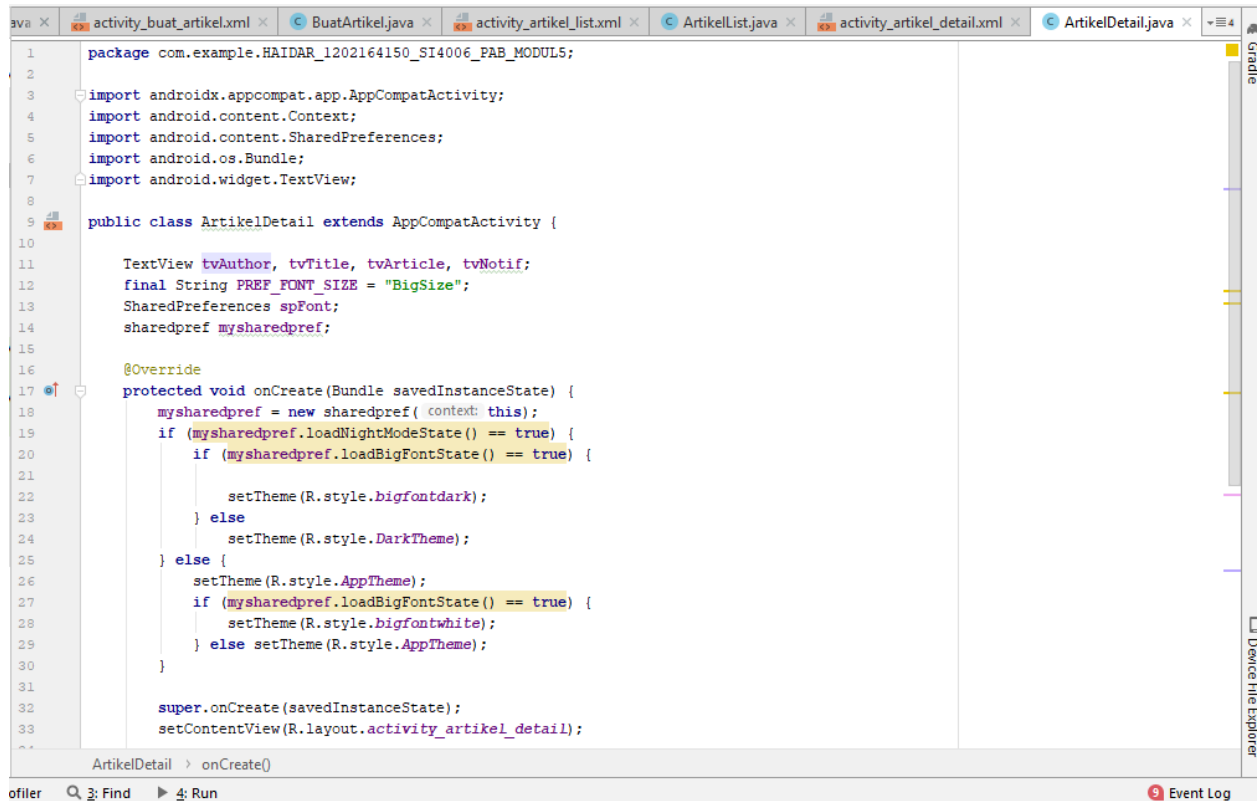 ava × activity_buat_artikel.xml × BuatArtikel.java × activity_artikel_list.xml × ArtikelList.java × activity_artikel_detail.xml × ArtikelDetail.java × 4
1 package com.example.HAIDAR_1202164150_SI4006_PAB_MODUL5;
2
3 import androidx.appcompat.app.AppCompatActivity;
4 import android.content.Context;
5 import android.content.SharedPreferences;
6 import android.os.Bundle;
7 import android.widget.TextView;
8
9 public class ArtikelDetail extends AppCompatActivity {
10
11 TextView tvAuthor, tvTitle, tvArticle, tvNotif;
12 final String PREF_FONT_SIZE = "BigSize";
13 SharedPreferences spFont;
14 sharedpref mysharedpref;
15
16 @Override
17 protected void onCreate(Bundle savedInstanceState) {
18 mysharedpref = new sharedpref( context: this);
19 if (mysharedpref.loadNightModeState() == true) {
20 if (mysharedpref.loadBigFontState() == true) {
21
22 setTheme(R.style.bigfontdark);
23 } else
24 setTheme(R.style.DarkTheme);
25 } else {
26 setTheme(R.style.AppTheme);
27 if (mysharedpref.loadBigFontState() == true) {
28 setTheme(R.style.bigfontwhite);
29 } else setTheme(R.style.AppTheme);
30 }
31
32 super.onCreate(savedInstanceState);
33 setContentView(R.layout.activity_artikel_detail);
ArtikelDetail > onCreate()
ofiler 3: Find 4: Run 9 Event Log
Gradle
Device File Explorer